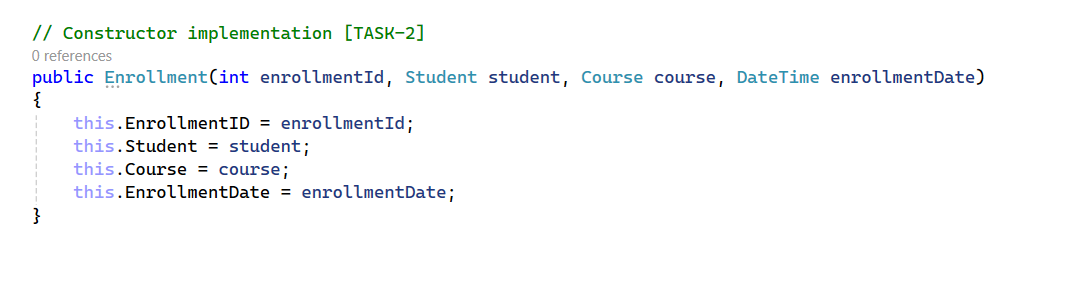 // Constructor implementation [TASK-2]
0 references
public Enrollment(int enrollmentId, Student student, Course course, DateTime enrollmentDate)
{
    this.EnrollmentID = enrollmentId;
    this.Student = student;
    this.Course = course;
    this.EnrollmentDate = enrollmentDate;
}